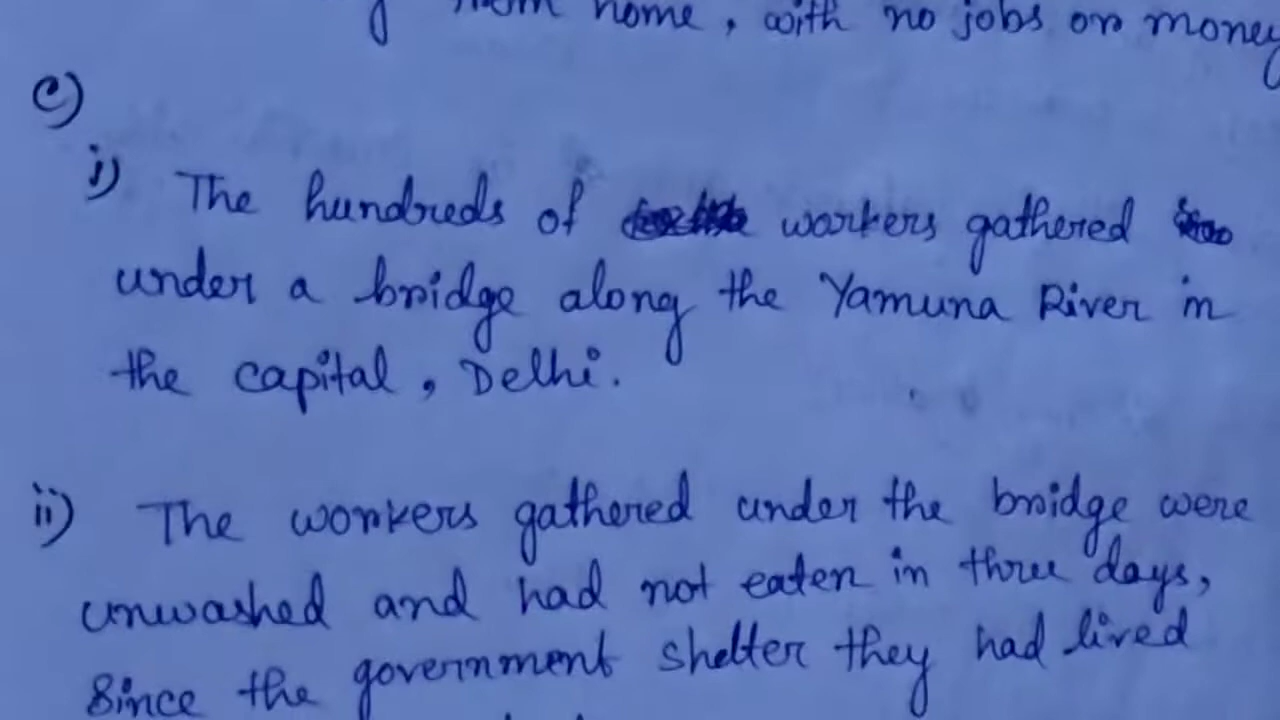 from home, with no jobs or money
c)
i) The hundreds of workers gathered
under a bridge along the Yamuna River in
the capital, Delhi.
ii) The workers gathered under the bridge were
unwashed and had not eaten in three days,
Since the government shelter they had lived